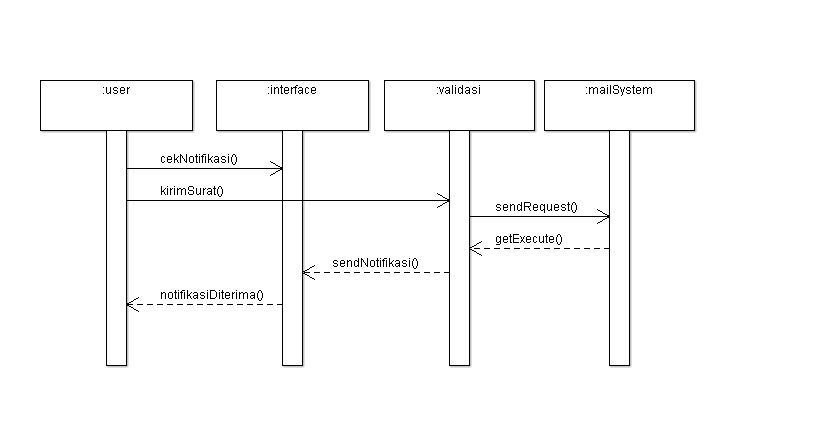 :user
:interface
:validasi
:mailSystem
cekNotifikasi()
kirimSurat()
sendRequest()
getExecute()
sendNotifikasi()
notifikasiDiterima()